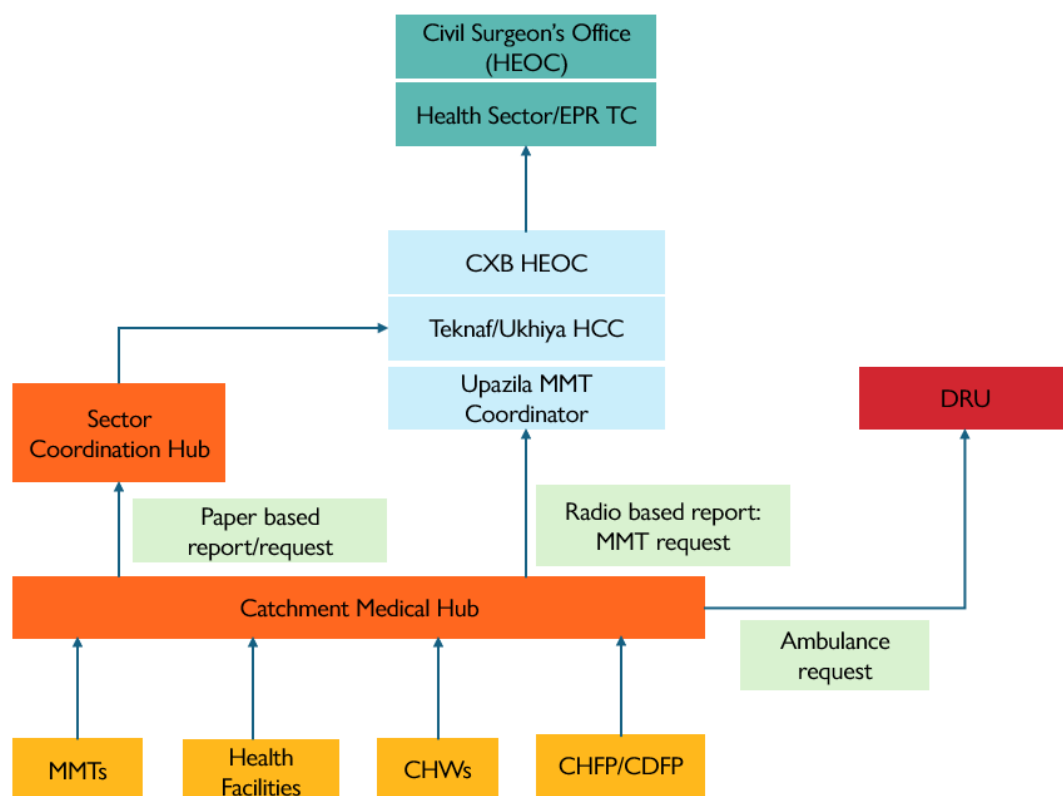 Civil Surgeon's Office
(HEOC)
Health Sector/EPR TC
CXB HEOC
Teknaf/Ukhiya HCC
Upazila MMT
Coordinator
DRU
Sector
Coordination Hub
Paper based
report/request
Radio based report:
MMT request
Catchment Medical Hub
Ambulance
request
MMTs
Health
Facilities
CHWs
CHFP/CDFP